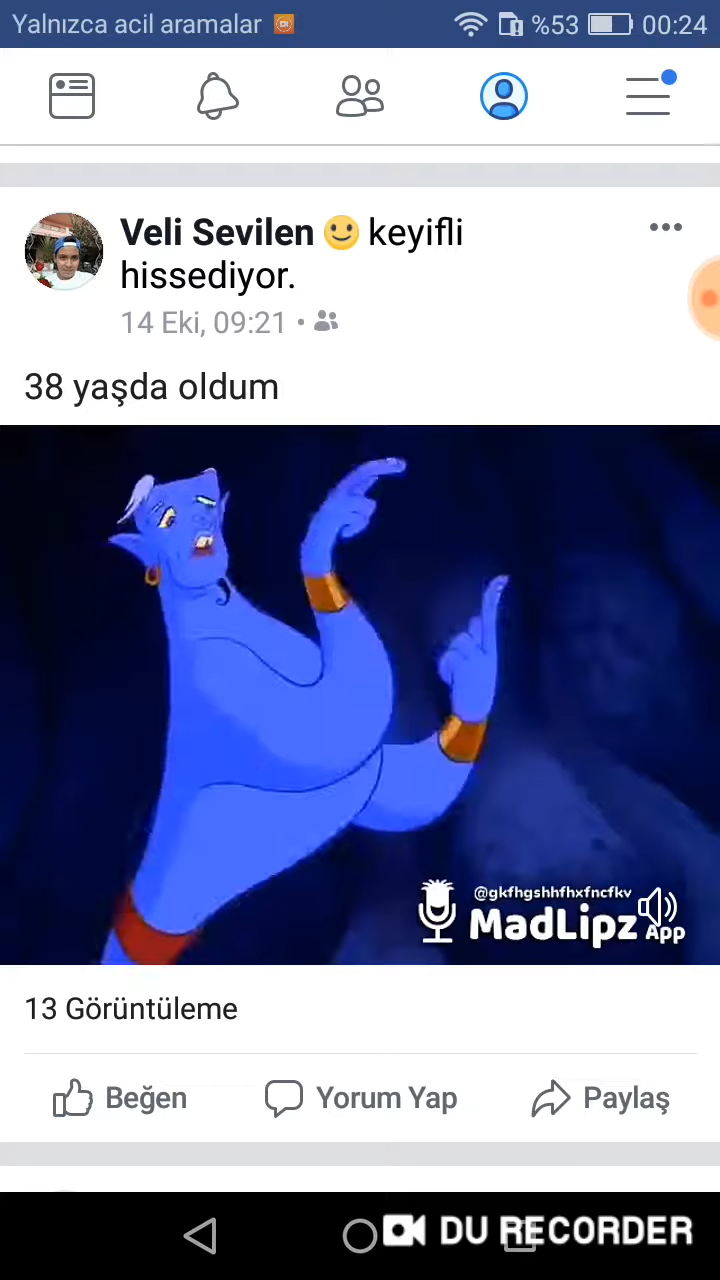 Yalnızca acil aramalar %53 00:24
Veli Sevilen 🙂 keyifli
hissediyor.
14 Eki, 09:21 •
38 yaşda oldum
@gkfhgshhfhxfncfkv
MadLipz
App
13 Görüntüleme
Beğen Yorum Yap Paylaş
DU RECORDER